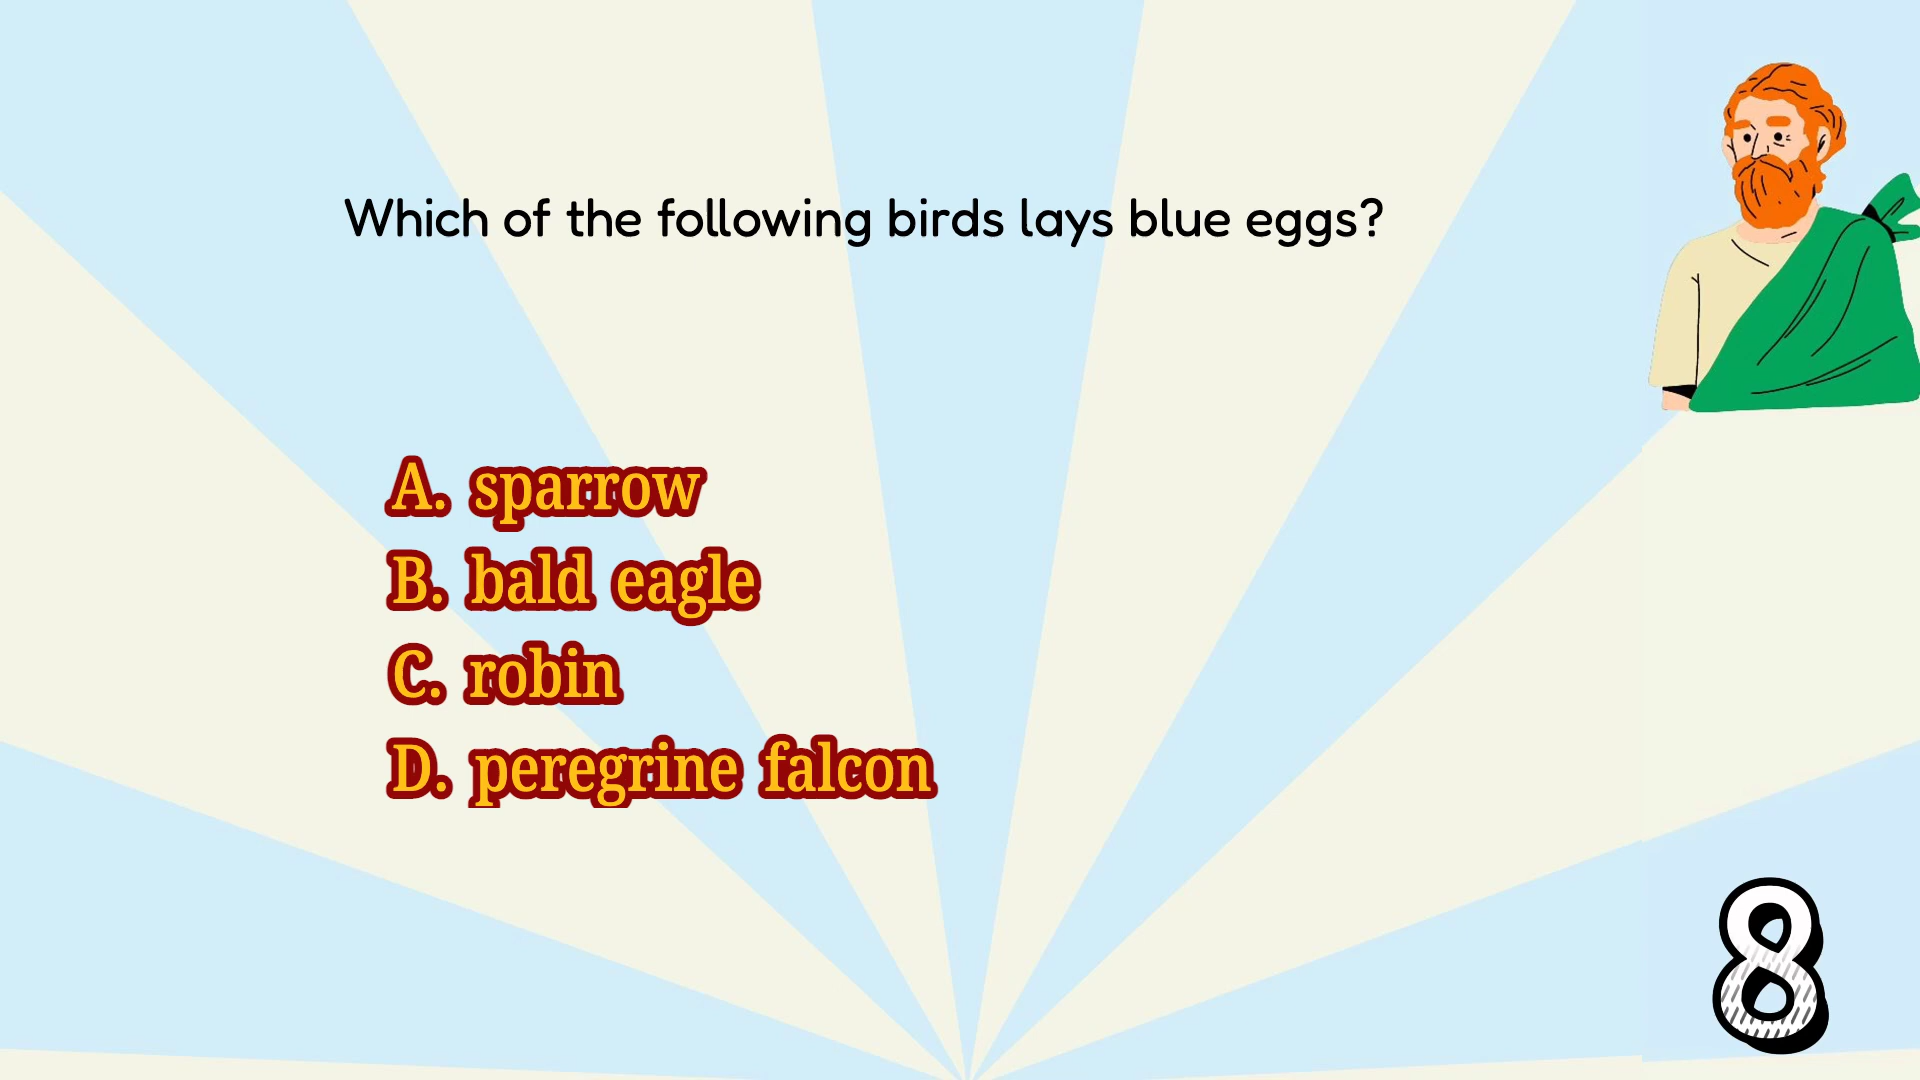 Which of the following birds lays blue eggs?
A. sparrow
B. bald eagle
C. robin
D. peregrine falcon
8